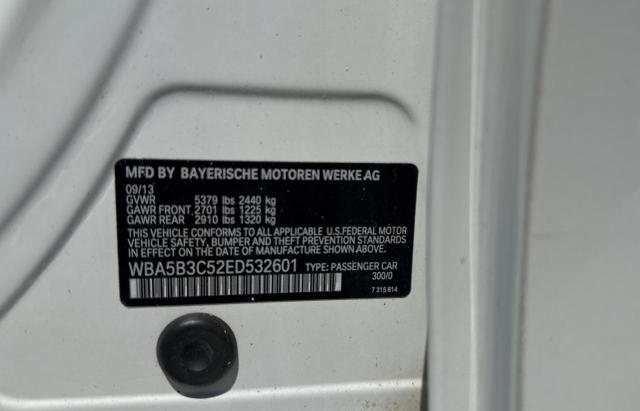 MFD BY BAYERISCHE MOTOREN WERKE AG
09/13
GVWR 5379 lbs 2440 kg
GAWR FRONT 2701 lbs 1225 kg
GAWR REAR 2910 lbs 1320 kg
THIS VEHICLE CONFORMS TO ALL APPLICABLE U.S.FEDERAL MOTOR
VEHICLE SAFETY, BUMPER AND THEFT PREVENTION STANDARDS
IN EFFECT ON THE DATE OF MANUFACTURE SHOWN ABOVE.
WBA5B3C52ED532601 TYPE: PASSENGER CAR
300/0
7 315 814